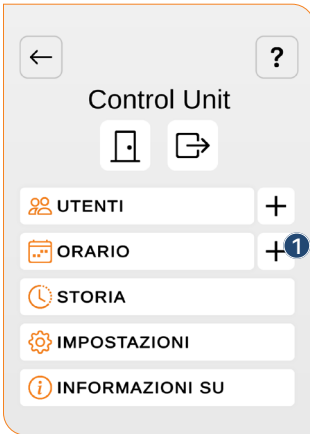 ?
Control Unit
UTENTI +
ORARIO + 1
STORIA
IMPOSTAZIONI
i INFORMAZIONI SU